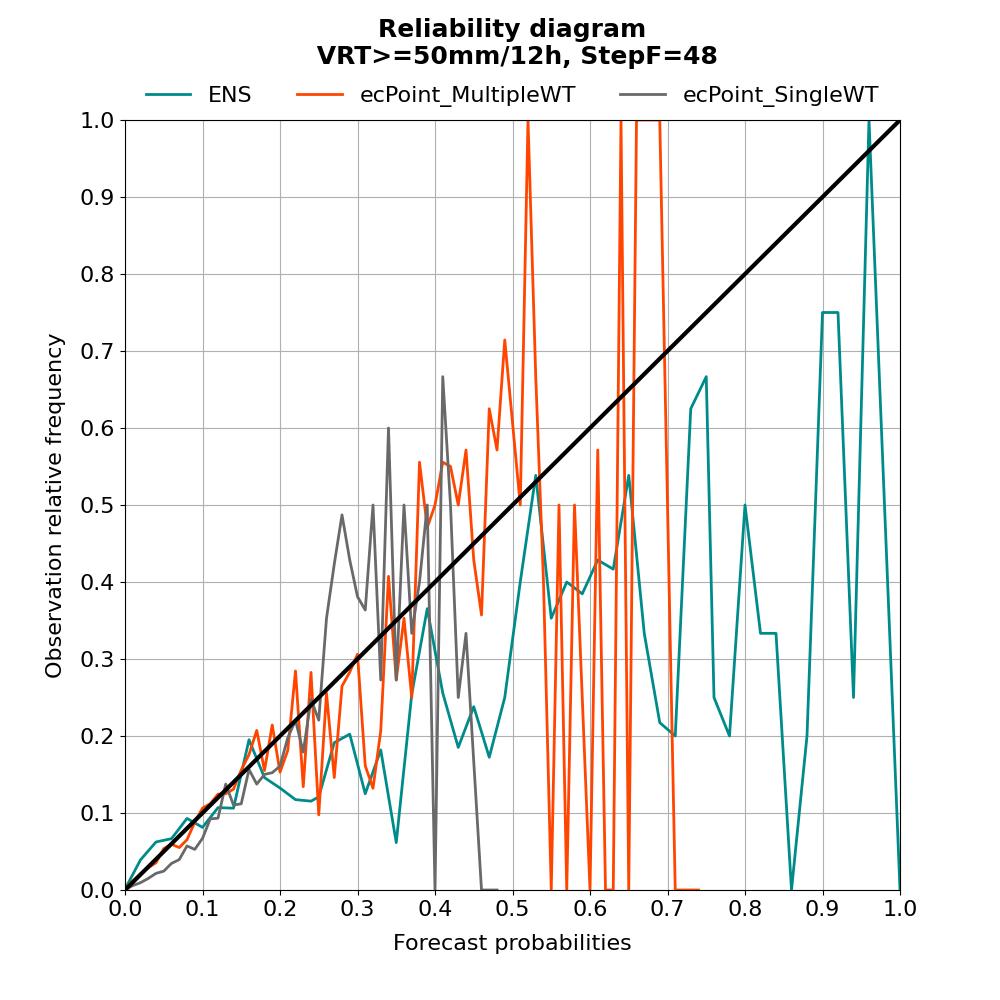 Reliability diagram
VRT>=50mm/12h, StepF=48
ENS ecPoint_MultipleWT ecPoint_SingleWT
1.0
0.9
0.8
0.7
0.6
0.5
0.4
0.3
0.2
0.1
0.0
Observation relative frequency
0.0 0.1 0.2 0.3 0.4 0.5 0.6 0.7 0.8 0.9 1.0
Forecast probabilities